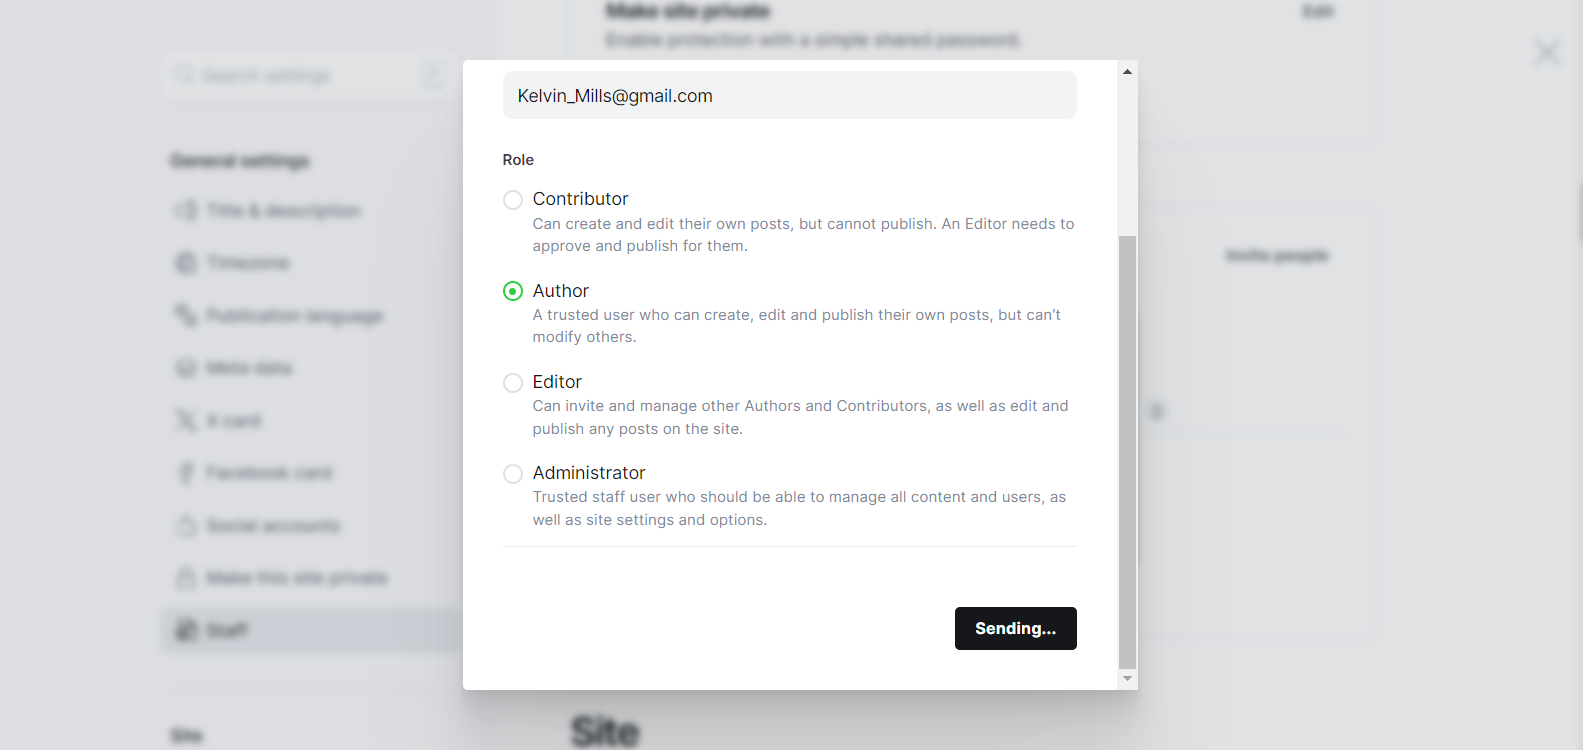 Make site private
Edit
Enable protection with a simple shared password.
Search settings
/
Kelvin_Mills@gmail.com
Role
General settings
Contributor
Can create and edit their own posts, but cannot publish. An Editor needs to
approve and publish for them.
Title & description
Timezone
Invite people
Author
A trusted user who can create, edit and publish their own posts, but can't
modify others.
Publication language
Meta data
Editor
Can invite and manage other Authors and Contributors, as well as edit and
publish any posts on the site.
X card
Facebook card
Administrator
Trusted staff user who should be able to manage all content and users, as
well as site settings and options.
Social accounts
Make this site private
Staff
Sending...
Site
Site